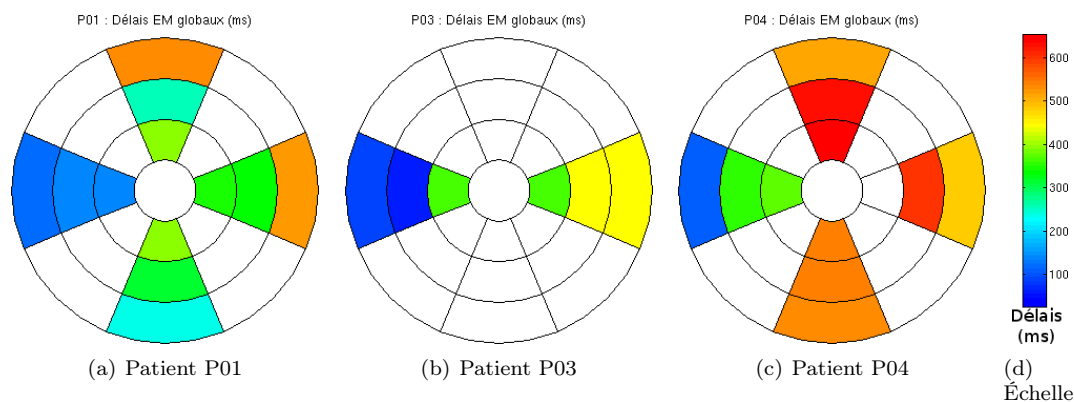 P01 : Délais EM globaux (ms)
P03 : Délais EM globaux (ms)
P04 : Délais EM globaux (ms)
600
500
400
300
200
100
Délais
(ms)
(a) Patient P01
(b) Patient P03
(c) Patient P04
(d)
Échelle